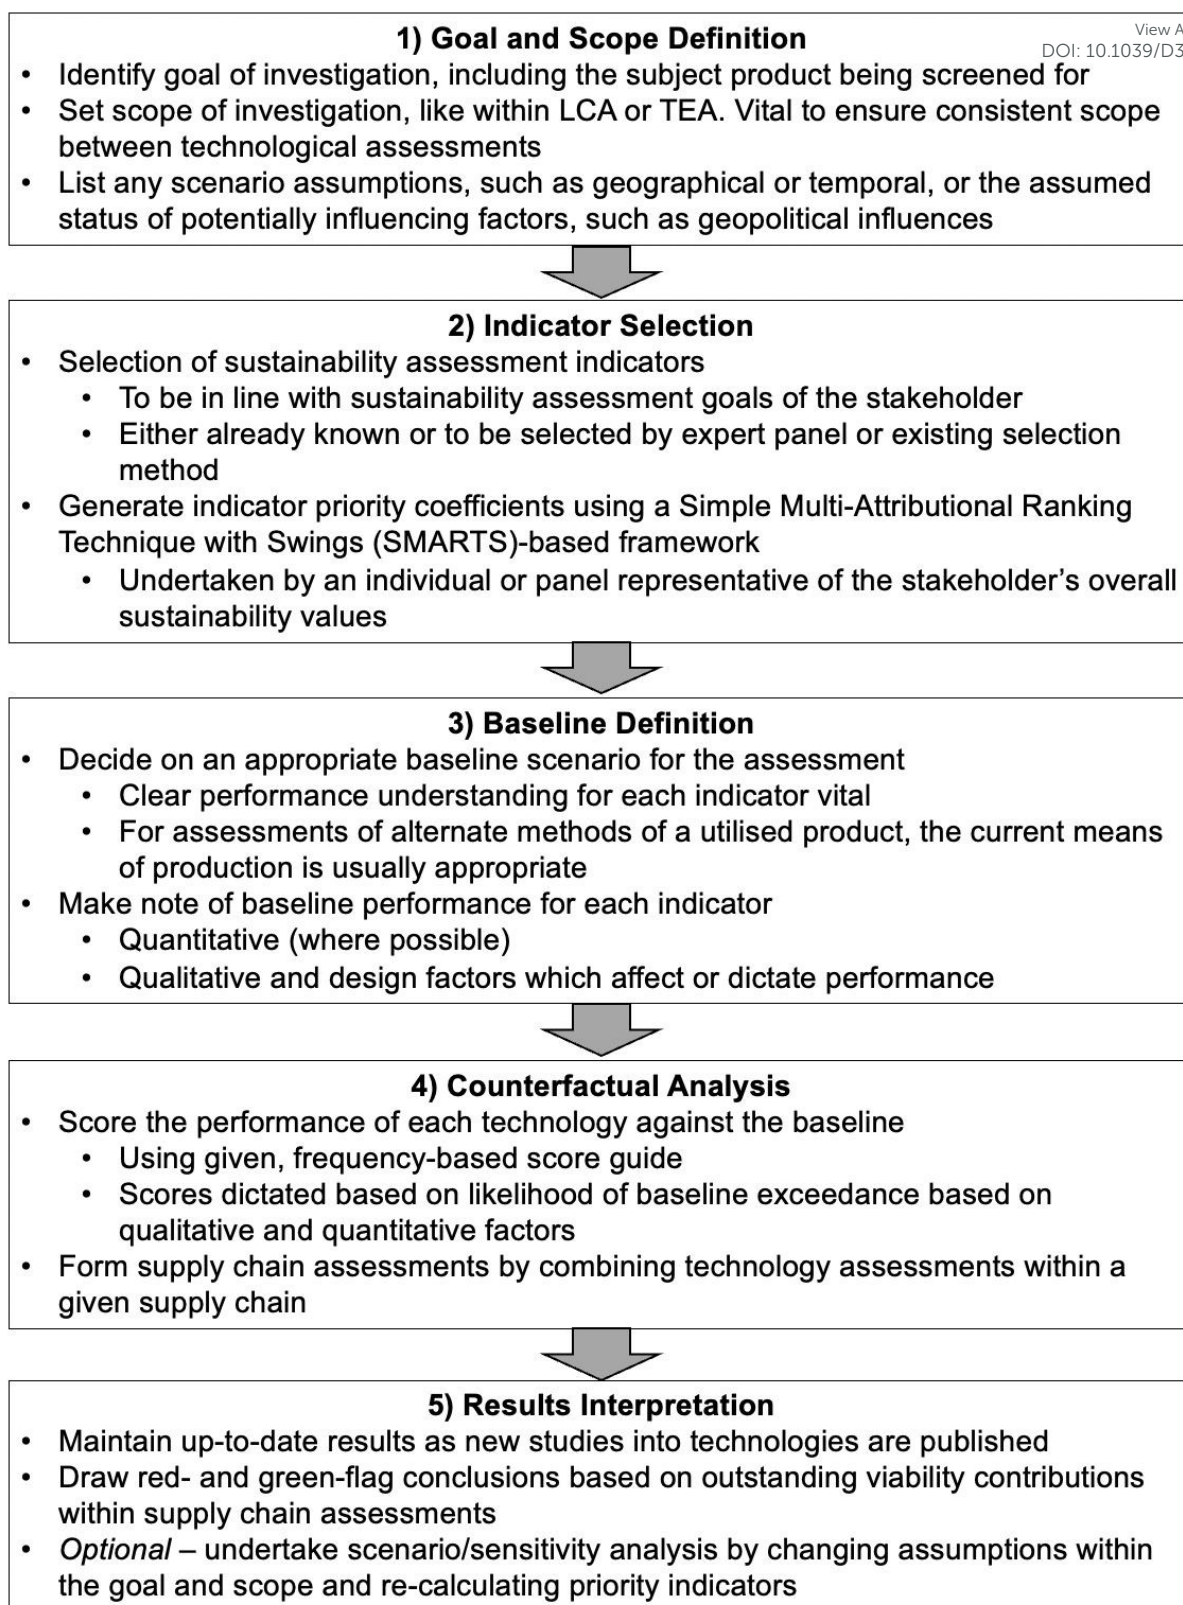 1) Goal and Scope Definition
View A
DOI: 10.1039/D3
• Identify goal of investigation, including the subject product being screened for
• Set scope of investigation, like within LCA or TEA. Vital to ensure consistent scope
between technological assessments
• List any scenario assumptions, such as geographical or temporal, or the assumed
status of potentially influencing factors, such as geopolitical influences
2) Indicator Selection
• Selection of sustainability assessment indicators
• To be in line with sustainability assessment goals of the stakeholder
• Either already known or to be selected by expert panel or existing selection
method
• Generate indicator priority coefficients using a Simple Multi-Attributional Ranking
Technique with Swings (SMARTS)-based framework
• Undertaken by an individual or panel representative of the stakeholder's overall
sustainability values
3) Baseline Definition
• Decide on an appropriate baseline scenario for the assessment
• Clear performance understanding for each indicator vital
• For assessments of alternate methods of a utilised product, the current means
of production is usually appropriate
• Make note of baseline performance for each indicator
• Quantitative (where possible)
• Qualitative and design factors which affect or dictate performance
4) Counterfactual Analysis
• Score the performance of each technology against the baseline
• Using given, frequency-based score guide
• Scores dictated based on likelihood of baseline exceedance based on
qualitative and quantitative factors
• Form supply chain assessments by combining technology assessments within a
given supply chain
5) Results Interpretation
• Maintain up-to-date results as new studies into technologies are published
• Draw red- and green-flag conclusions based on outstanding viability contributions
within supply chain assessments
• Optional – undertake scenario/sensitivity analysis by changing assumptions within
the goal and scope and re-calculating priority indicators